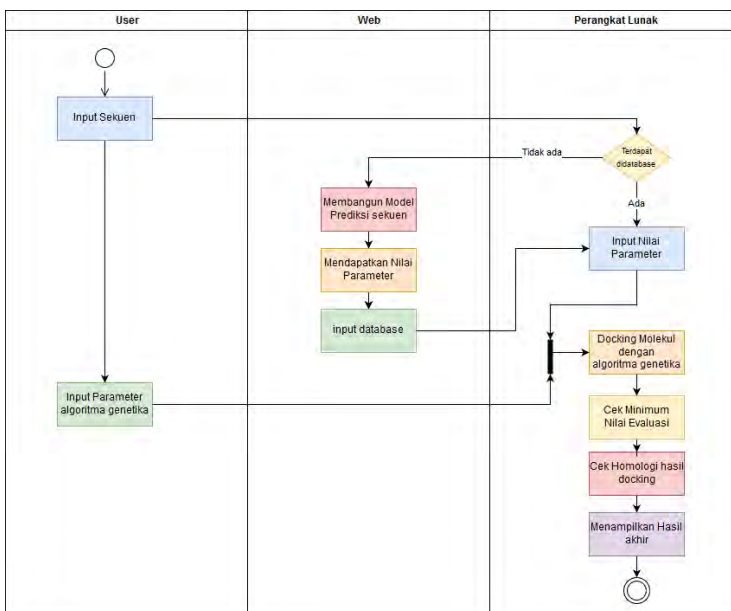 User
Web
Perangkat Lunak
Input Sekuen
Terdapat
didatabase
Tidak ada
Ada
Membangun Model
Prediksi sekuen
Input Nilai
Parameter
Mendapatkan Nilai
Parameter
input database
Docking Molekul
dengan
algoritma genetika
Input Parameter
algoritma genetika
Cek Minimum
Nilai Evaluasi
Cek Homologi hasil
docking
Menampilkan Hasil
akhir